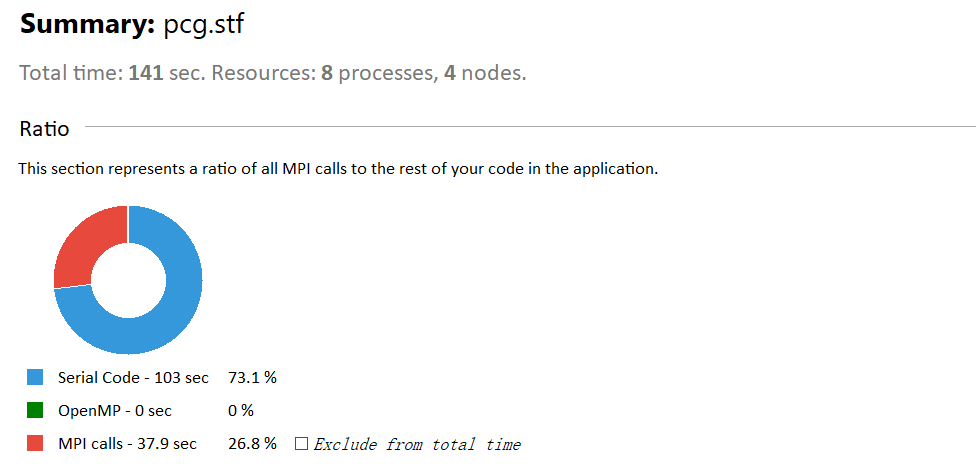 Summary: pcg.stf
Total time: 141 sec. Resources: 8 processes, 4 nodes.
Ratio
This section represents a ratio of all MPI calls to the rest of your code in the application.
Serial Code - 103 sec 73.1 %
OpenMP - 0 sec 0 %
MPI calls - 37.9 sec 26.8 % Exclude from total time